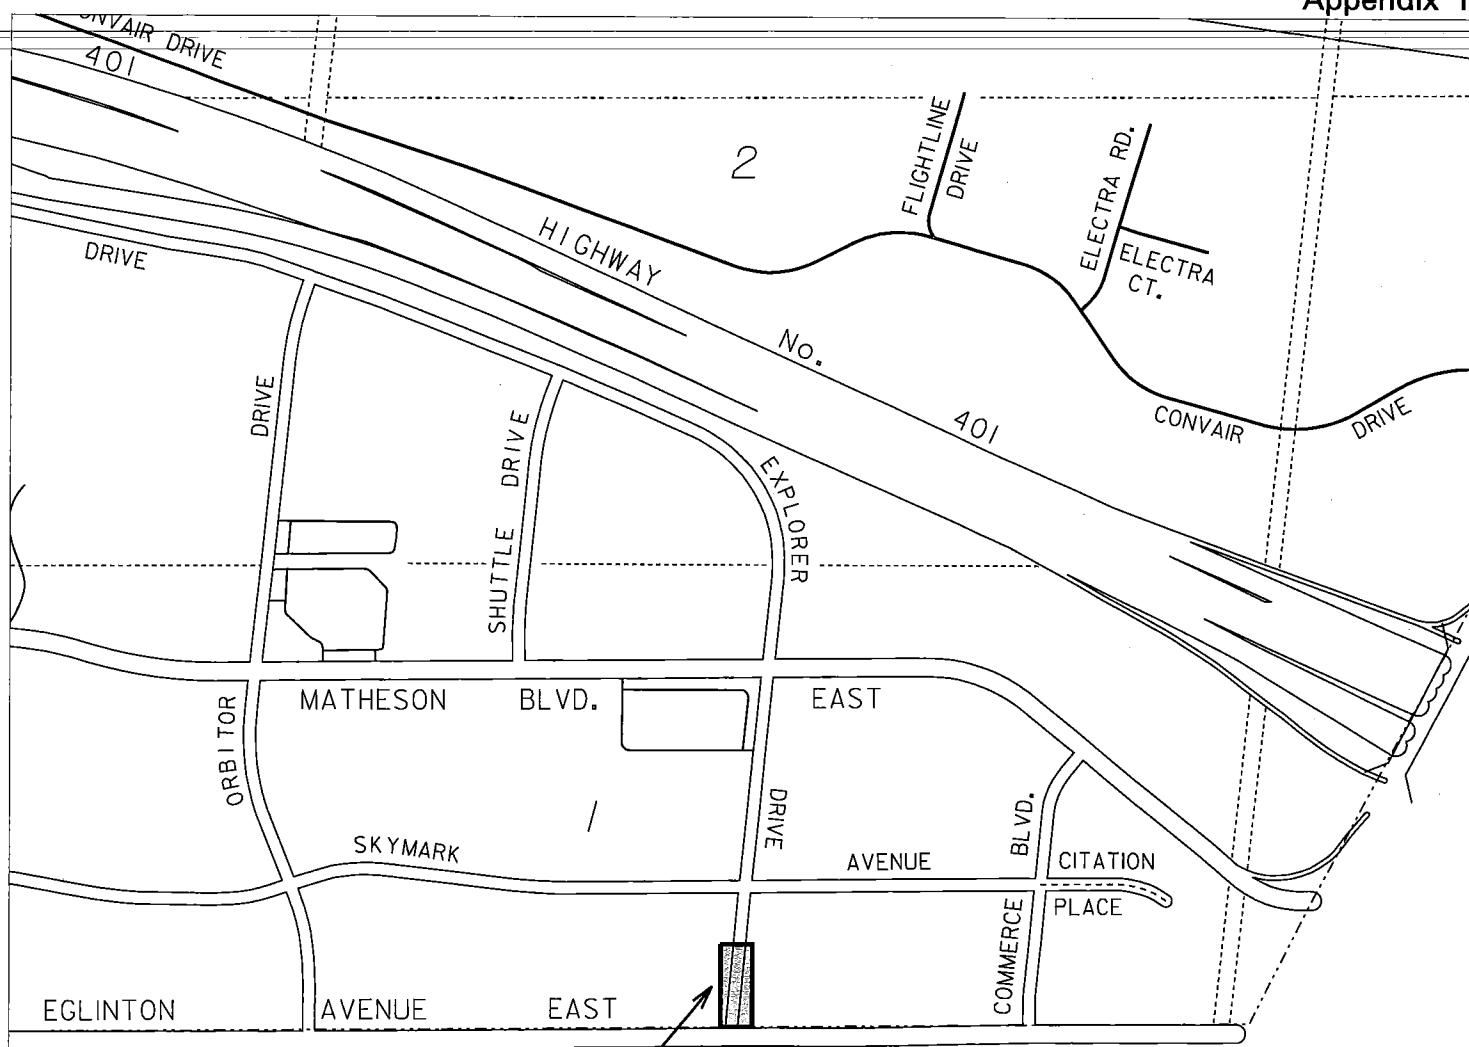 Appendix 1
CONVAIR DRIVE
401
2
FLIGHTLINE
DRIVE
ELECTRA RD.
ELECTRA
CT.
HIGHWAY
No.
401
CONVAIR DRIVE
DRIVE
DRIVE
SHUTTLE DRIVE
EXPLORER
MATHESON BLVD. EAST
ORBITOR
1
DRIVE
SKYMARK AVENUE
BLVD.
COMMERCE
CITATION
PLACE
EGLINTON AVENUE EAST